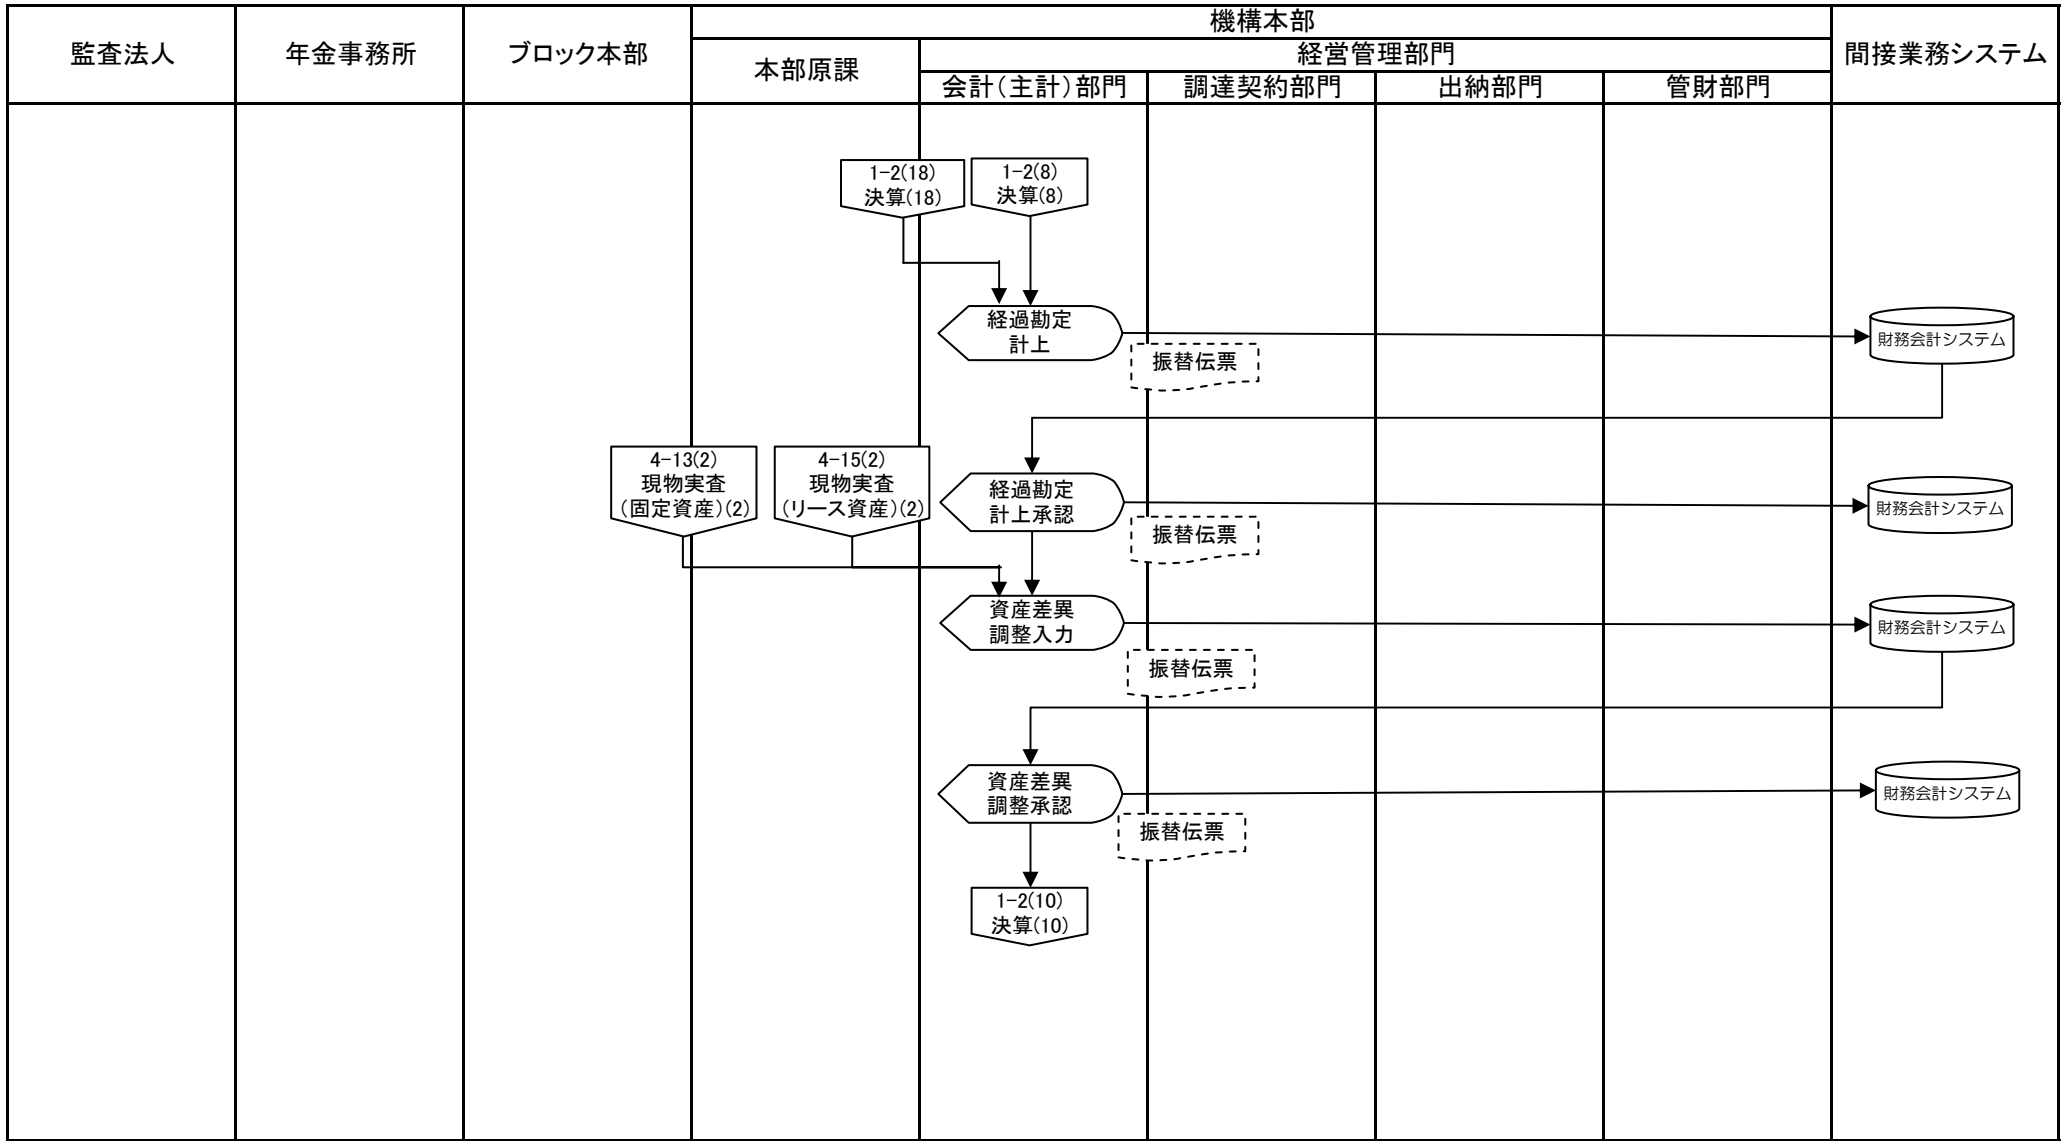 機構本部
監査法人
年金事務所
ブロック本部
経営管理部門
間接業務システム
本部原課
会計(主計)部門
調達契約部門
出納部門
管財部門
1-2(18)
決算(18)
1-2(8)
決算(8)
経過勘定
計上
財務会計システム
振替伝票
4-13(2)
現物実査
(固定資産)(2)
4-15(2)
現物実査
(リース資産)(2)
経過勘定
計上承認
財務会計システム
振替伝票
資産差異
調整入力
財務会計システム
振替伝票
資産差異
調整承認
財務会計システム
振替伝票
1-2(10)
決算(10)